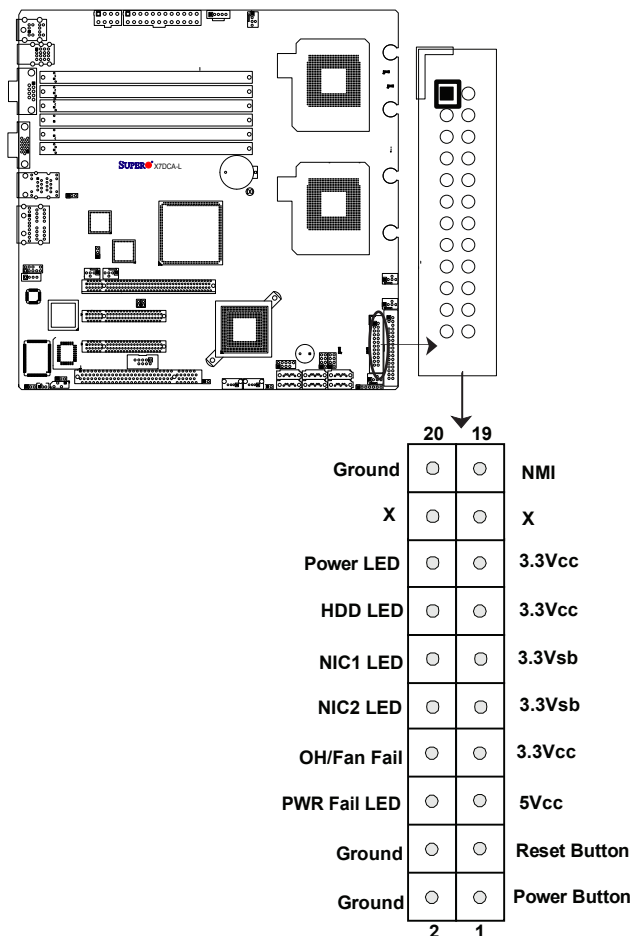 SUPER X7DCA-L
20 19
Ground NMI
X X
Power LED 3.3Vcc
HDD LED 3.3Vcc
NIC1 LED 3.3Vsb
NIC2 LED 3.3Vsb
OH/Fan Fail 3.3Vcc
PWR Fail LED 5Vcc
Ground Reset Button
Ground Power Button
2 1